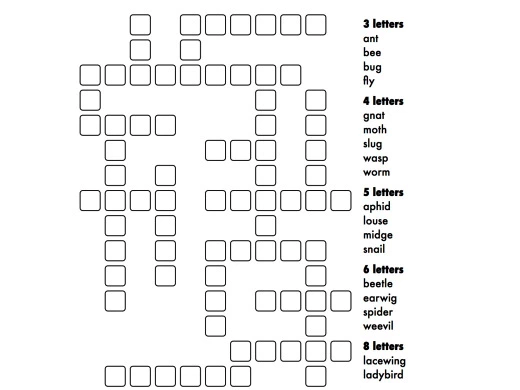 3 letters
ant
bee
bug
fly
4 letters
gnat
moth
slug
wasp
worm
5 letters
aphid
louse
midge
snail
6 letters
beetle
earwig
spider
weevil
8 letters
lacewing
ladybird